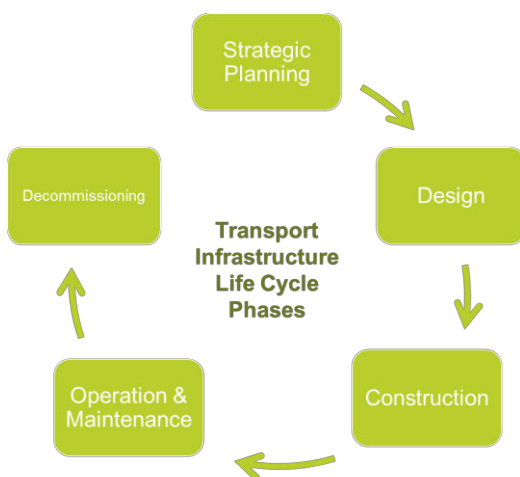 Strategic
Planning
Design
Construction
Operation &
Maintenance
Decommissioning
Transport
Infrastructure
Life Cycle
Phases